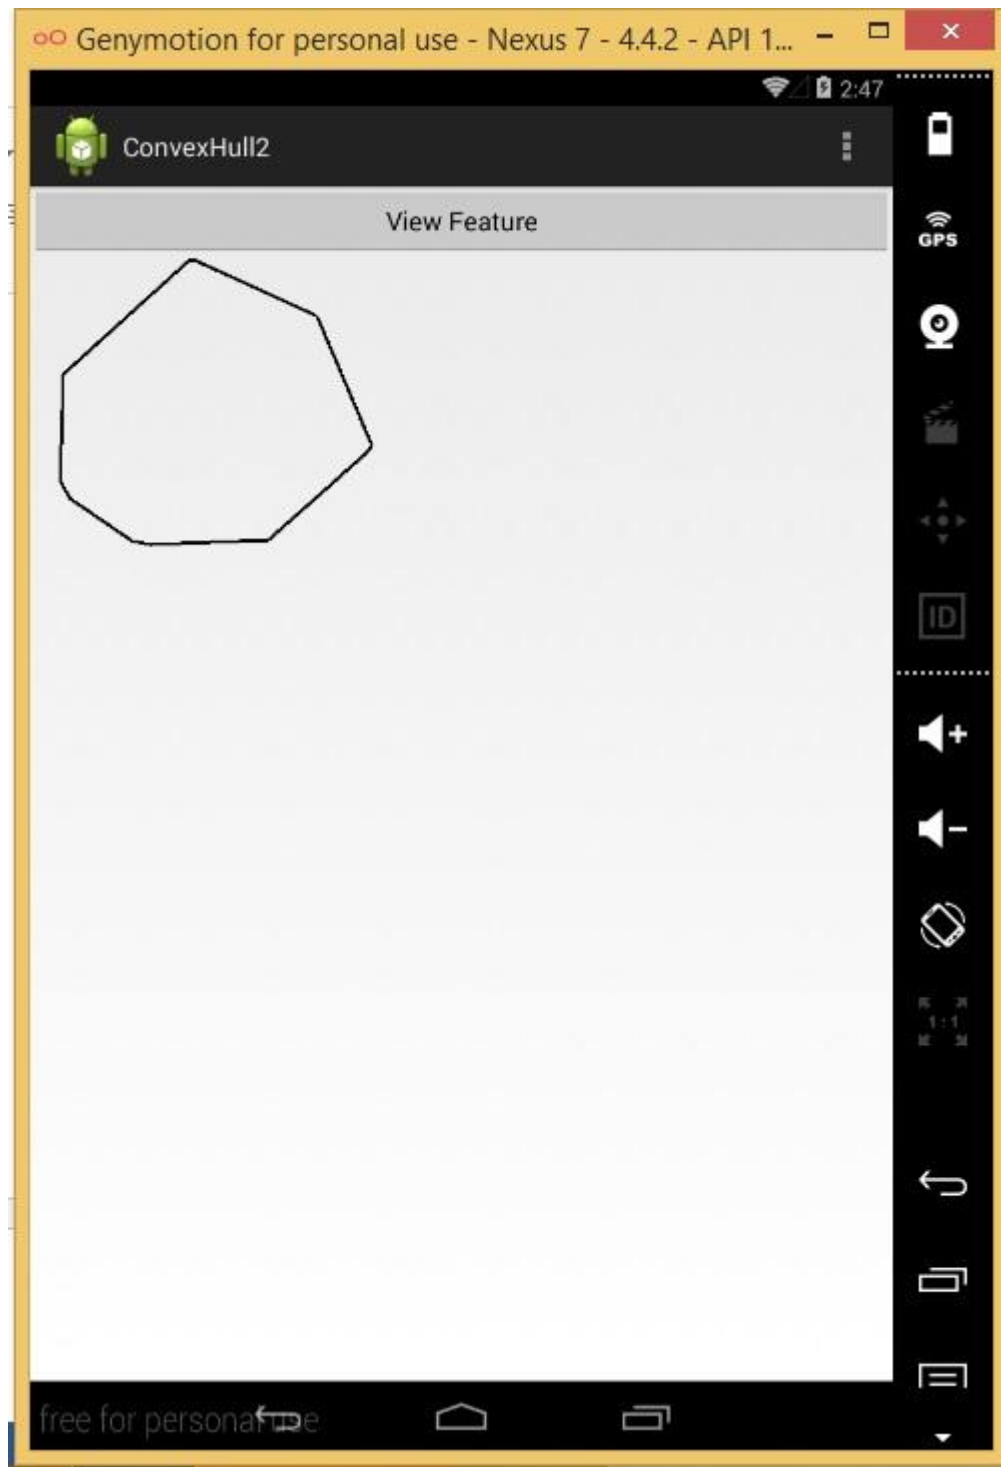 Genymotion for personal use - Nexus 7 - 4.4.2 - API 1...
2:47
ConvexHull2
View Feature
GPS
ID
1:1
free for personal use